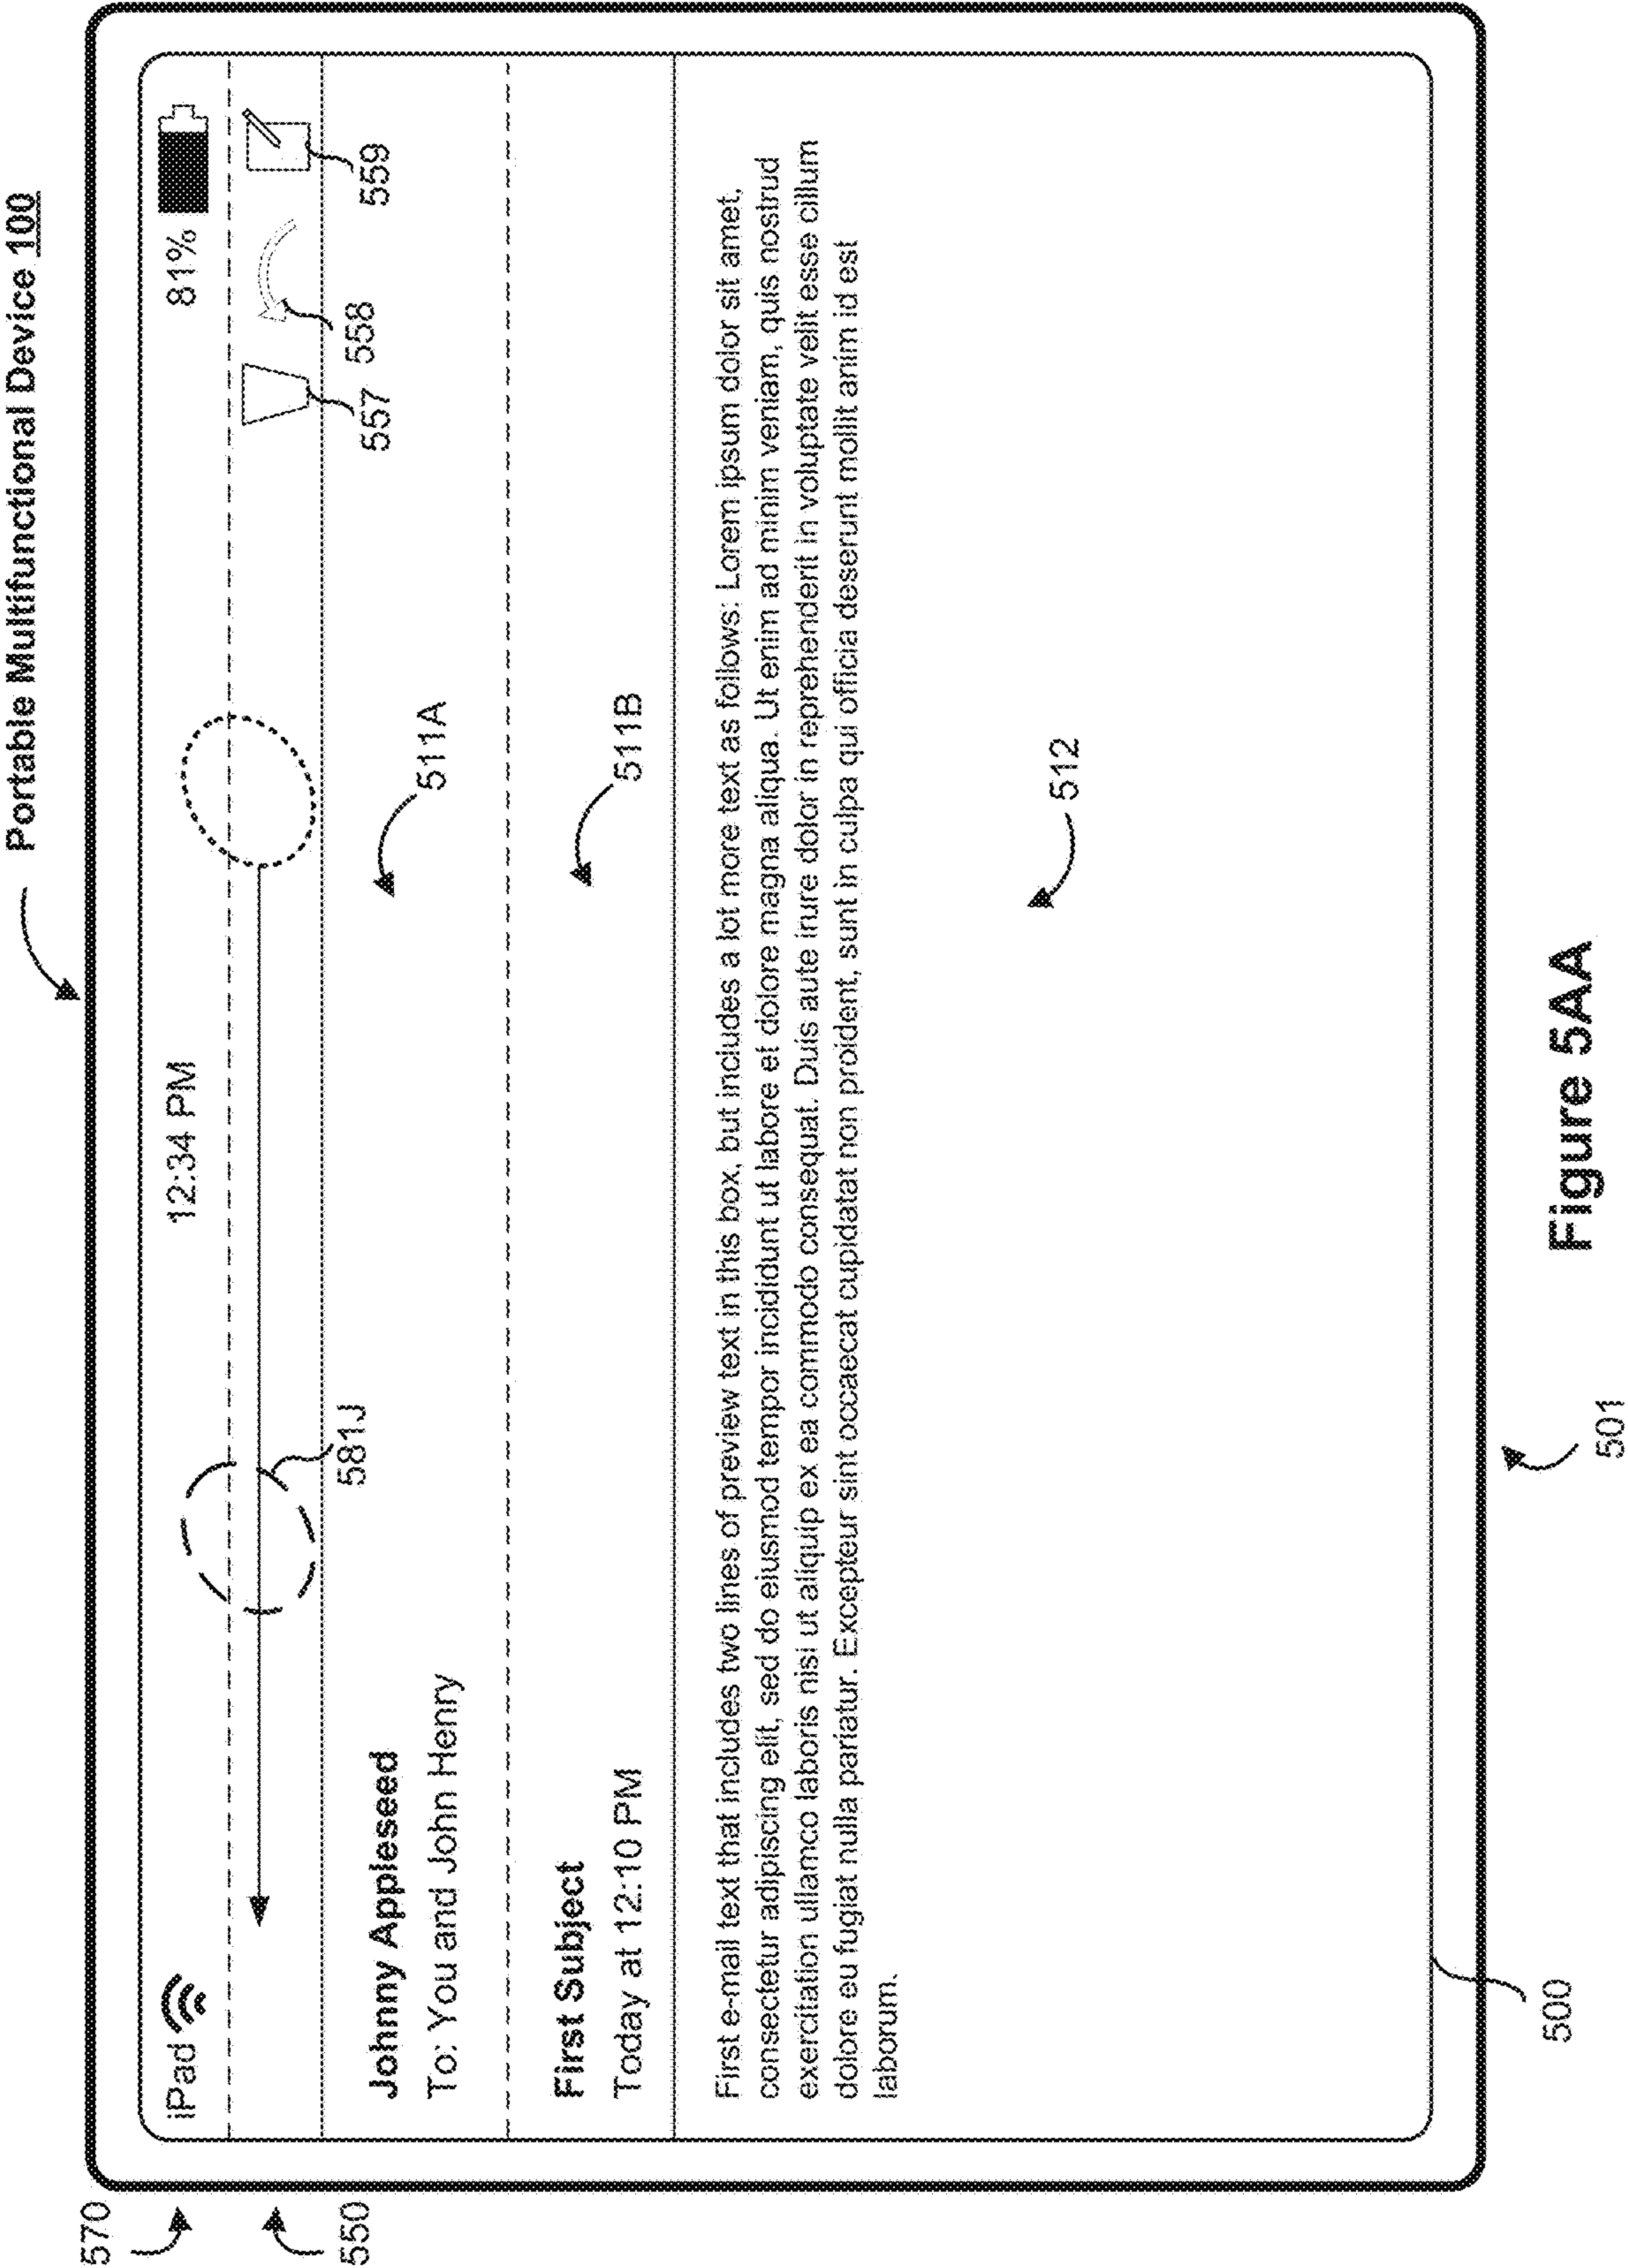 Portable Multifunctional Device 100
570
550
iPad
12:34 PM
81%
581J
557
558
559
Johnny Appleseed
To: You and John Henry
511A
First Subject
Today at 12:10 PM
511B
First e-mail text that includes two lines of preview text in this box, but includes a lot more text as follows: Lorem ipsum dolor sit amet,
consectetur adipiscing elit, sed do eiusmod tempor incididunt ut labore et dolore magna aliqua. Ut enim ad minim veniam, quis nostrud
exercitation ullamco laboris nisi ut aliquip ex ea commodo consequat. Duis aute irure dolor in reprehenderit in voluptate velit esse cillum
dolore eu fugiat nulla pariatur. Excepteur sint occaecat cupidatat non proident, sunt in culpa qui officia deserunt mollit anim id est
laborum.
512
500
501
Figure 5AA